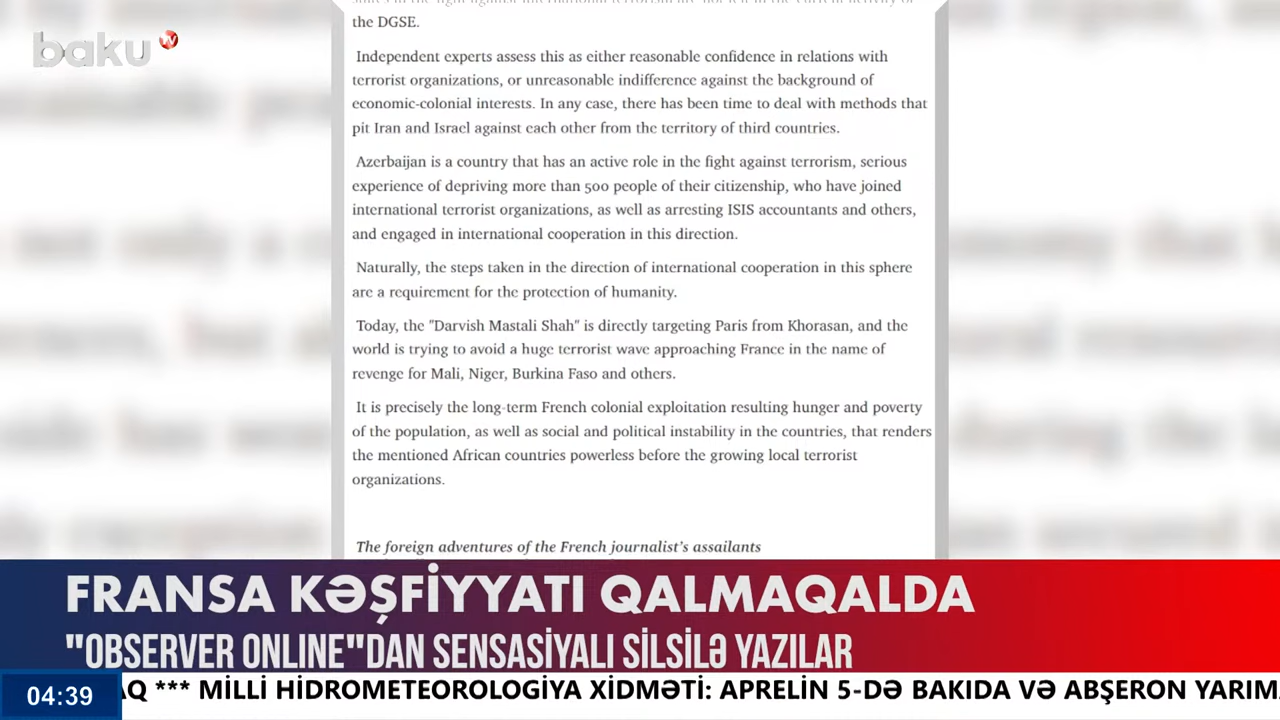 baku tv
the DGSE.
Independent experts assess this as either reasonable confidence in relations with
terrorist organizations, or unreasonable indifference against the background of
economic-colonial interests. In any case, there has been time to deal with methods that
pit Iran and Israel against each other from the territory of third countries.
Azerbaijan is a country that has an active role in the fight against terrorism, serious
experience of depriving more than 500 people of their citizenship, who have joined
international terrorist organizations, as well as arresting ISIS accountants and others,
and engaged in international cooperation in this direction.
Naturally, the steps taken in the direction of international cooperation in this sphere
are a requirement for the protection of humanity.
Today, the "Darvish Mastali Shah" is directly targeting Paris from Khorasan, and the
world is trying to avoid a huge terrorist wave approaching France in the name of
revenge for Mali, Niger, Burkina Faso and others.
It is precisely the long-term French colonial exploitation resulting hunger and poverty
of the population, as well as social and political instability in the countries, that renders
the mentioned African countries powerless before the growing local terrorist
organizations.
The foreign adventures of the French journalist's assailants
FRANSA KƏŞFİYYATI QALMAQALDA
"OBSERVER ONLINE"DAN SENSASİYALI SİLSİLƏ YAZILAR
04:39
AQ *** MİLLİ HİDROMETEOROLOGİYA XİDMƏTİ: APRELİN 5-DƏ BAKIDA VƏ ABŞERON YARIM